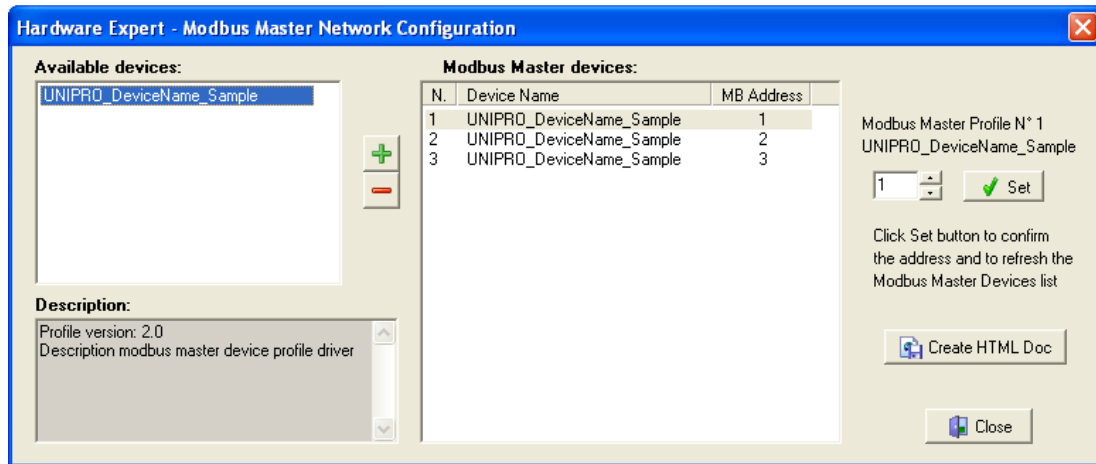 Hardware Expert - Modbus Master Network Configuration
Available devices:
UNIPRO_DeviceName_Sample
Description:
Profile version: 2.0
Description modbus master device profile driver
Modbus Master devices:
N. Device Name MB Address
1 UNIPRO_DeviceName_Sample 1
2 UNIPRO_DeviceName_Sample 2
3 UNIPRO_DeviceName_Sample 3
Modbus Master Profile N° 1
UNIPRO_DeviceName_Sample
1 Set
Click Set button to confirm
the address and to refresh the
Modbus Master Devices list
Create HTML Doc
Close